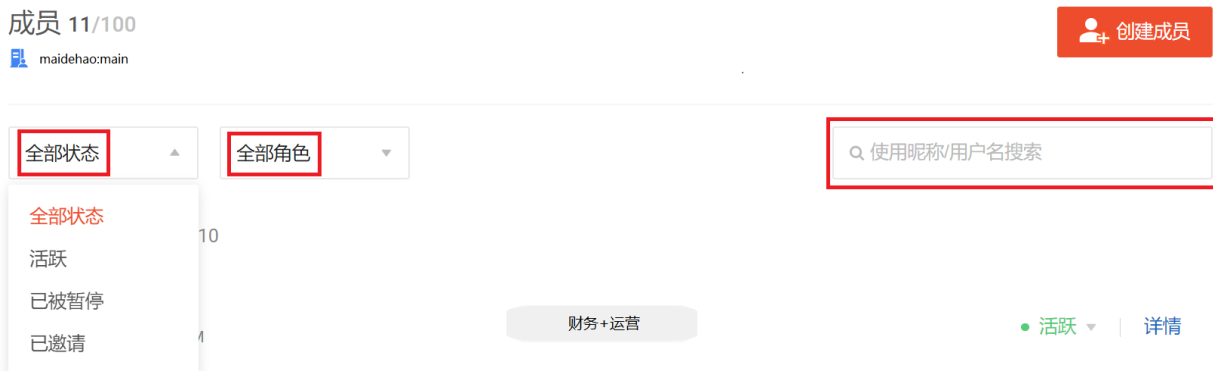 成员 11/100
创建成员
maidehao:main
全部状态
全部角色
使用昵称/用户名搜索
全部状态
10
活跃
已被暂停
财务+运营
活跃
详情
已邀请